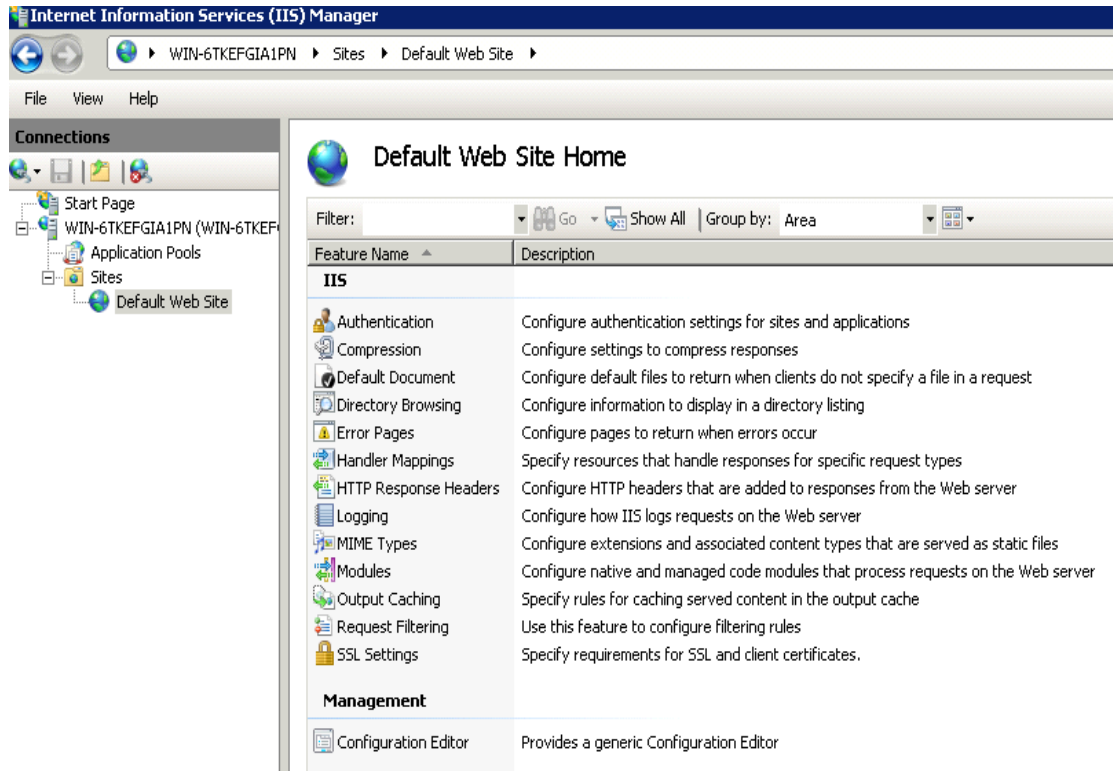 Internet Information Services (IIS) Manager
WIN-6TKEFGIA1PN Sites Default Web Site
File View Help
Connections
Start Page
WIN-6TKEFGIA1PN (WIN-6TKEF
Application Pools
Sites
Default Web Site
Default Web Site Home
Filter: Go Show All Group by: Area
Feature Name Description
IIS
Authentication Configure authentication settings for sites and applications
Compression Configure settings to compress responses
Default Document Configure default files to return when clients do not specify a file in a request
Directory Browsing Configure information to display in a directory listing
Error Pages Configure pages to return when errors occur
Handler Mappings Specify resources that handle responses for specific request types
HTTP Response Headers Configure HTTP headers that are added to responses from the Web server
Logging Configure how IIS logs requests on the Web server
MIME Types Configure extensions and associated content types that are served as static files
Modules Configure native and managed code modules that process requests on the Web server
Output Caching Specify rules for caching served content in the output cache
Request Filtering Use this feature to configure filtering rules
SSL Settings Specify requirements for SSL and client certificates.
Management
Configuration Editor Provides a generic Configuration Editor